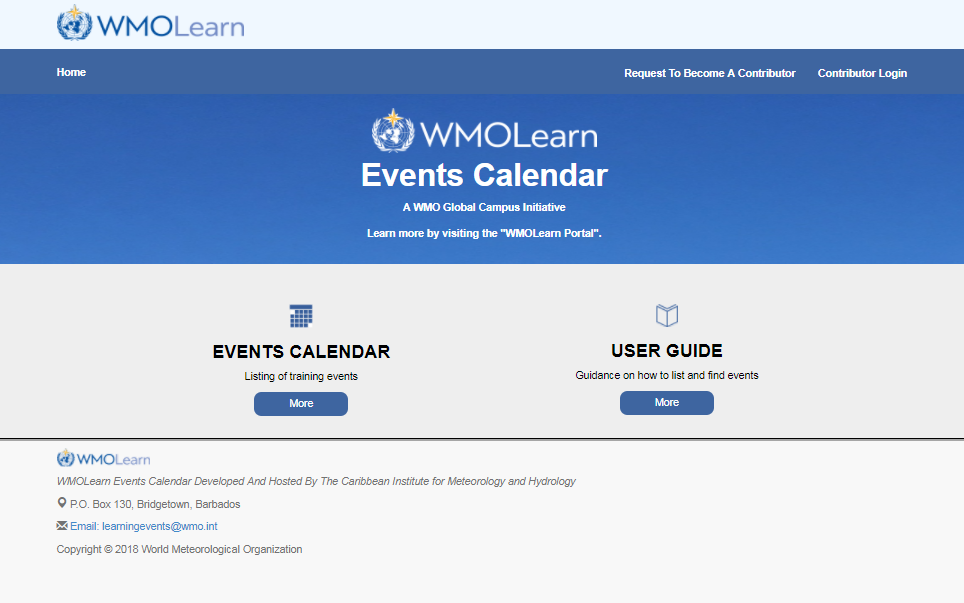 WMOLearn
Home
Request To Become A Contributor
Contributor Login
WMOLearn
Events Calendar
A WMO Global Campus Initiative
Learn more by visiting the "WMOLearn Portal".
EVENTS CALENDAR
Listing of training events
More
USER GUIDE
Guidance on how to list and find events
More
WMOLearn
WMOLearn Events Calendar Developed And Hosted By The Caribbean Institute for Meteorology and Hydrology
P.O. Box 130, Bridgetown, Barbados
Email: learningevents@wmo.int
Copyright © 2018 World Meteorological Organization